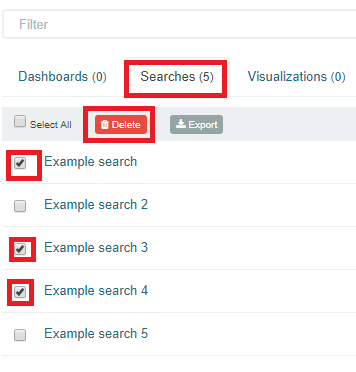 Filter
Dashboards (0) Searches (5) Visualizations (0)
Select All Delete Export
Example search
Example search 2
Example search 3
Example search 4
Example search 5